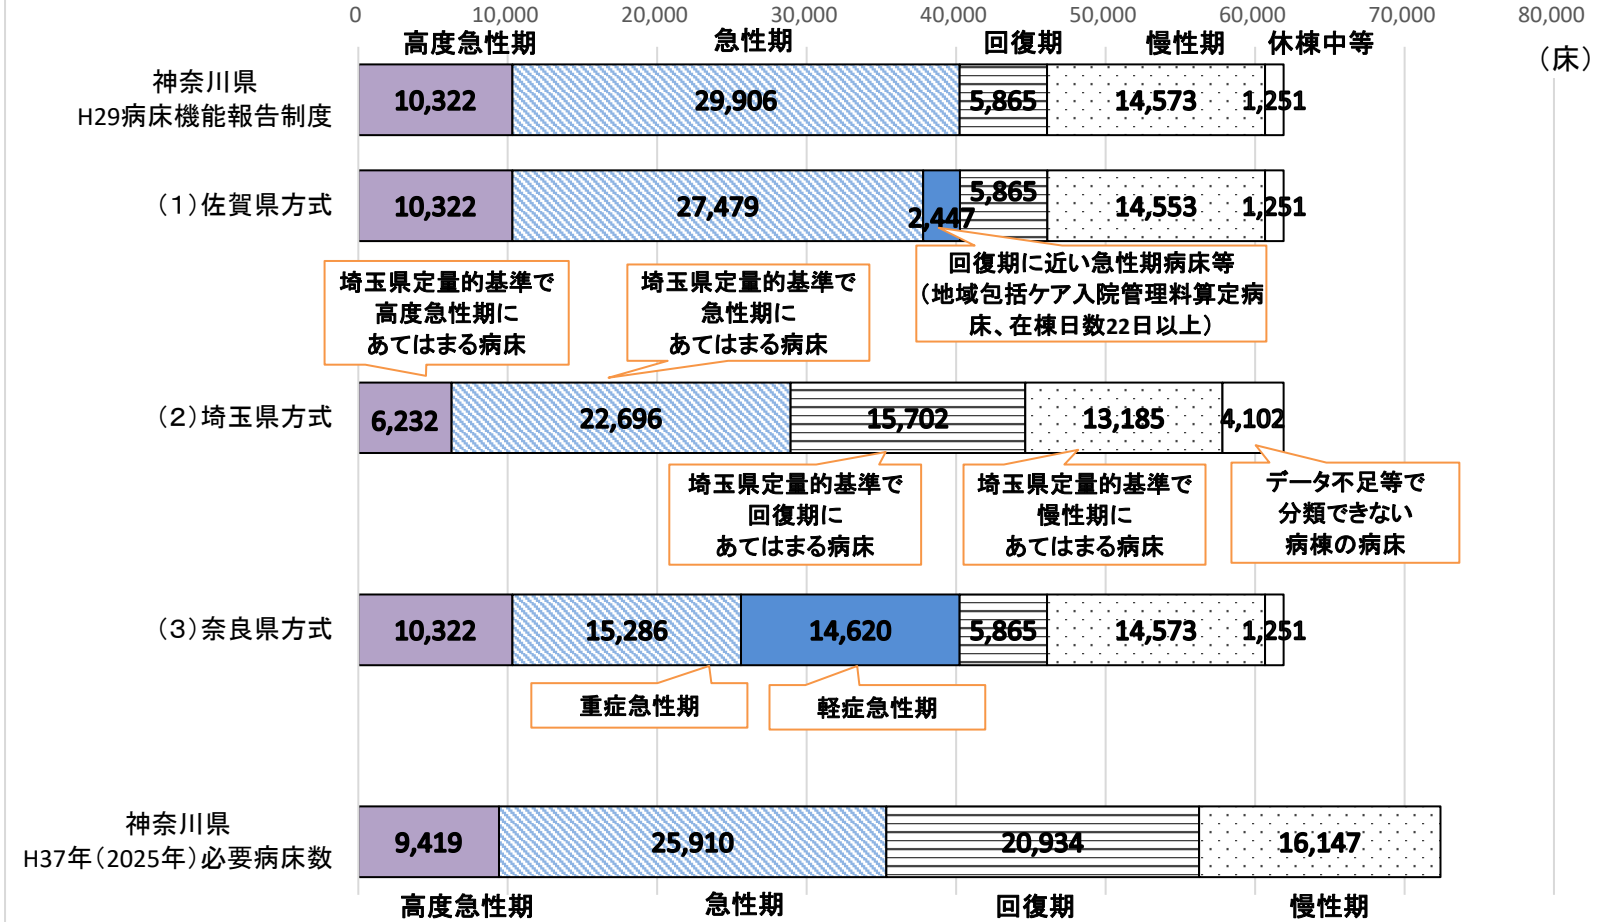 0 10,000 20,000 30,000 40,000 50,000 60,000 70,000 80,000
高度急性期 急性期 回復期 慢性期 休棟中等
（床）
神奈川県
H29病床機能報告制度
10,322 29,906 5,865 14,573 1,251
（1）佐賀県方式
10,322 27,479 2,447 5,865 14,553 1,251
回復期に近い急性期病床等
（地域包括ケア入院管理料算定病
床、在棟日数22日以上）
埼玉県定量的基準で
高度急性期に
あてはまる病床
埼玉県定量的基準で
急性期に
あてはまる病床
（2）埼玉県方式
6,232 22,696 15,702 13,185 4,102
埼玉県定量的基準で
回復期に
あてはまる病床
埼玉県定量的基準で
慢性期に
あてはまる病床
データ不足等で
分類できない
病棟の病床
（3）奈良県方式
10,322 15,286 14,620 5,865 14,573 1,251
重症急性期
軽症急性期
神奈川県
H37年（2025年）必要病床数
9,419 25,910 20,934 16,147
高度急性期 急性期 回復期 慢性期